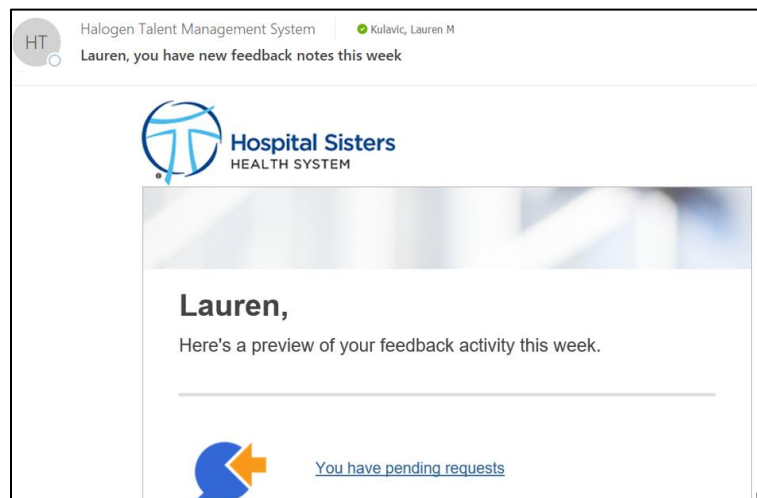 HT
Halogen Talent Management System
Kulavic, Lauren M
Lauren, you have new feedback notes this week
Hospital Sisters
HEALTH SYSTEM
®
Lauren,
Here's a preview of your feedback activity this week.
You have pending requests